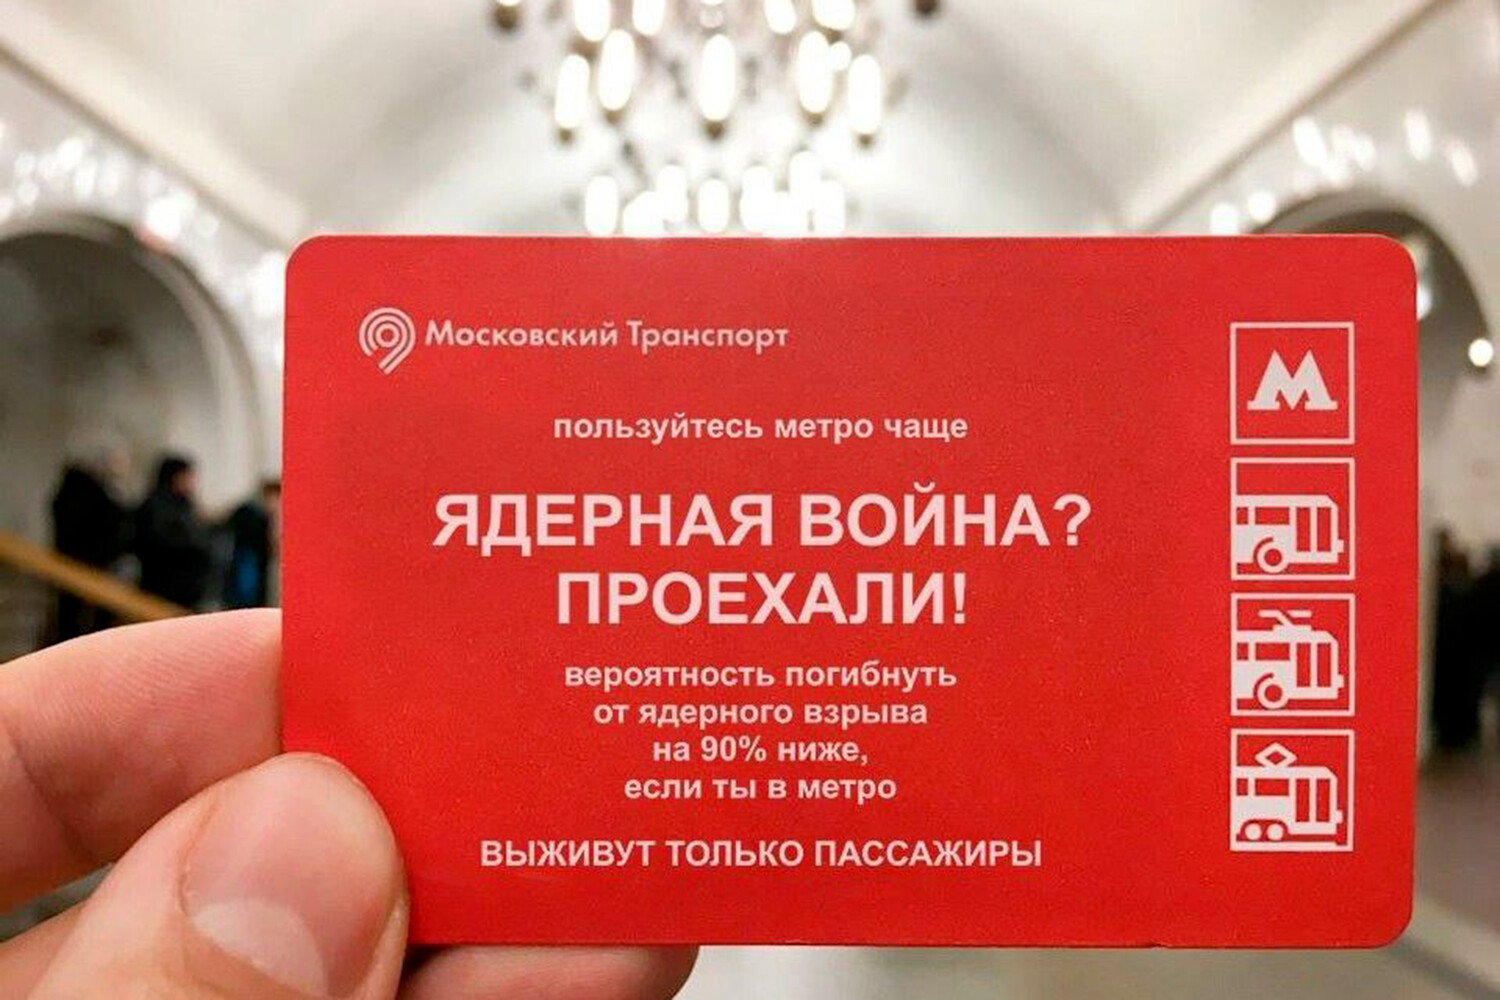 Московский Транспорт
М
пользуйтесь метро чаще
ЯДЕРНАЯ ВОЙНА?
ПРОЕХАЛИ!
вероятность погибнуть
от ядерного взрыва
на 90% ниже,
если ты в метро
ВЫЖИВУТ ТОЛЬКО ПАССАЖИРЫ